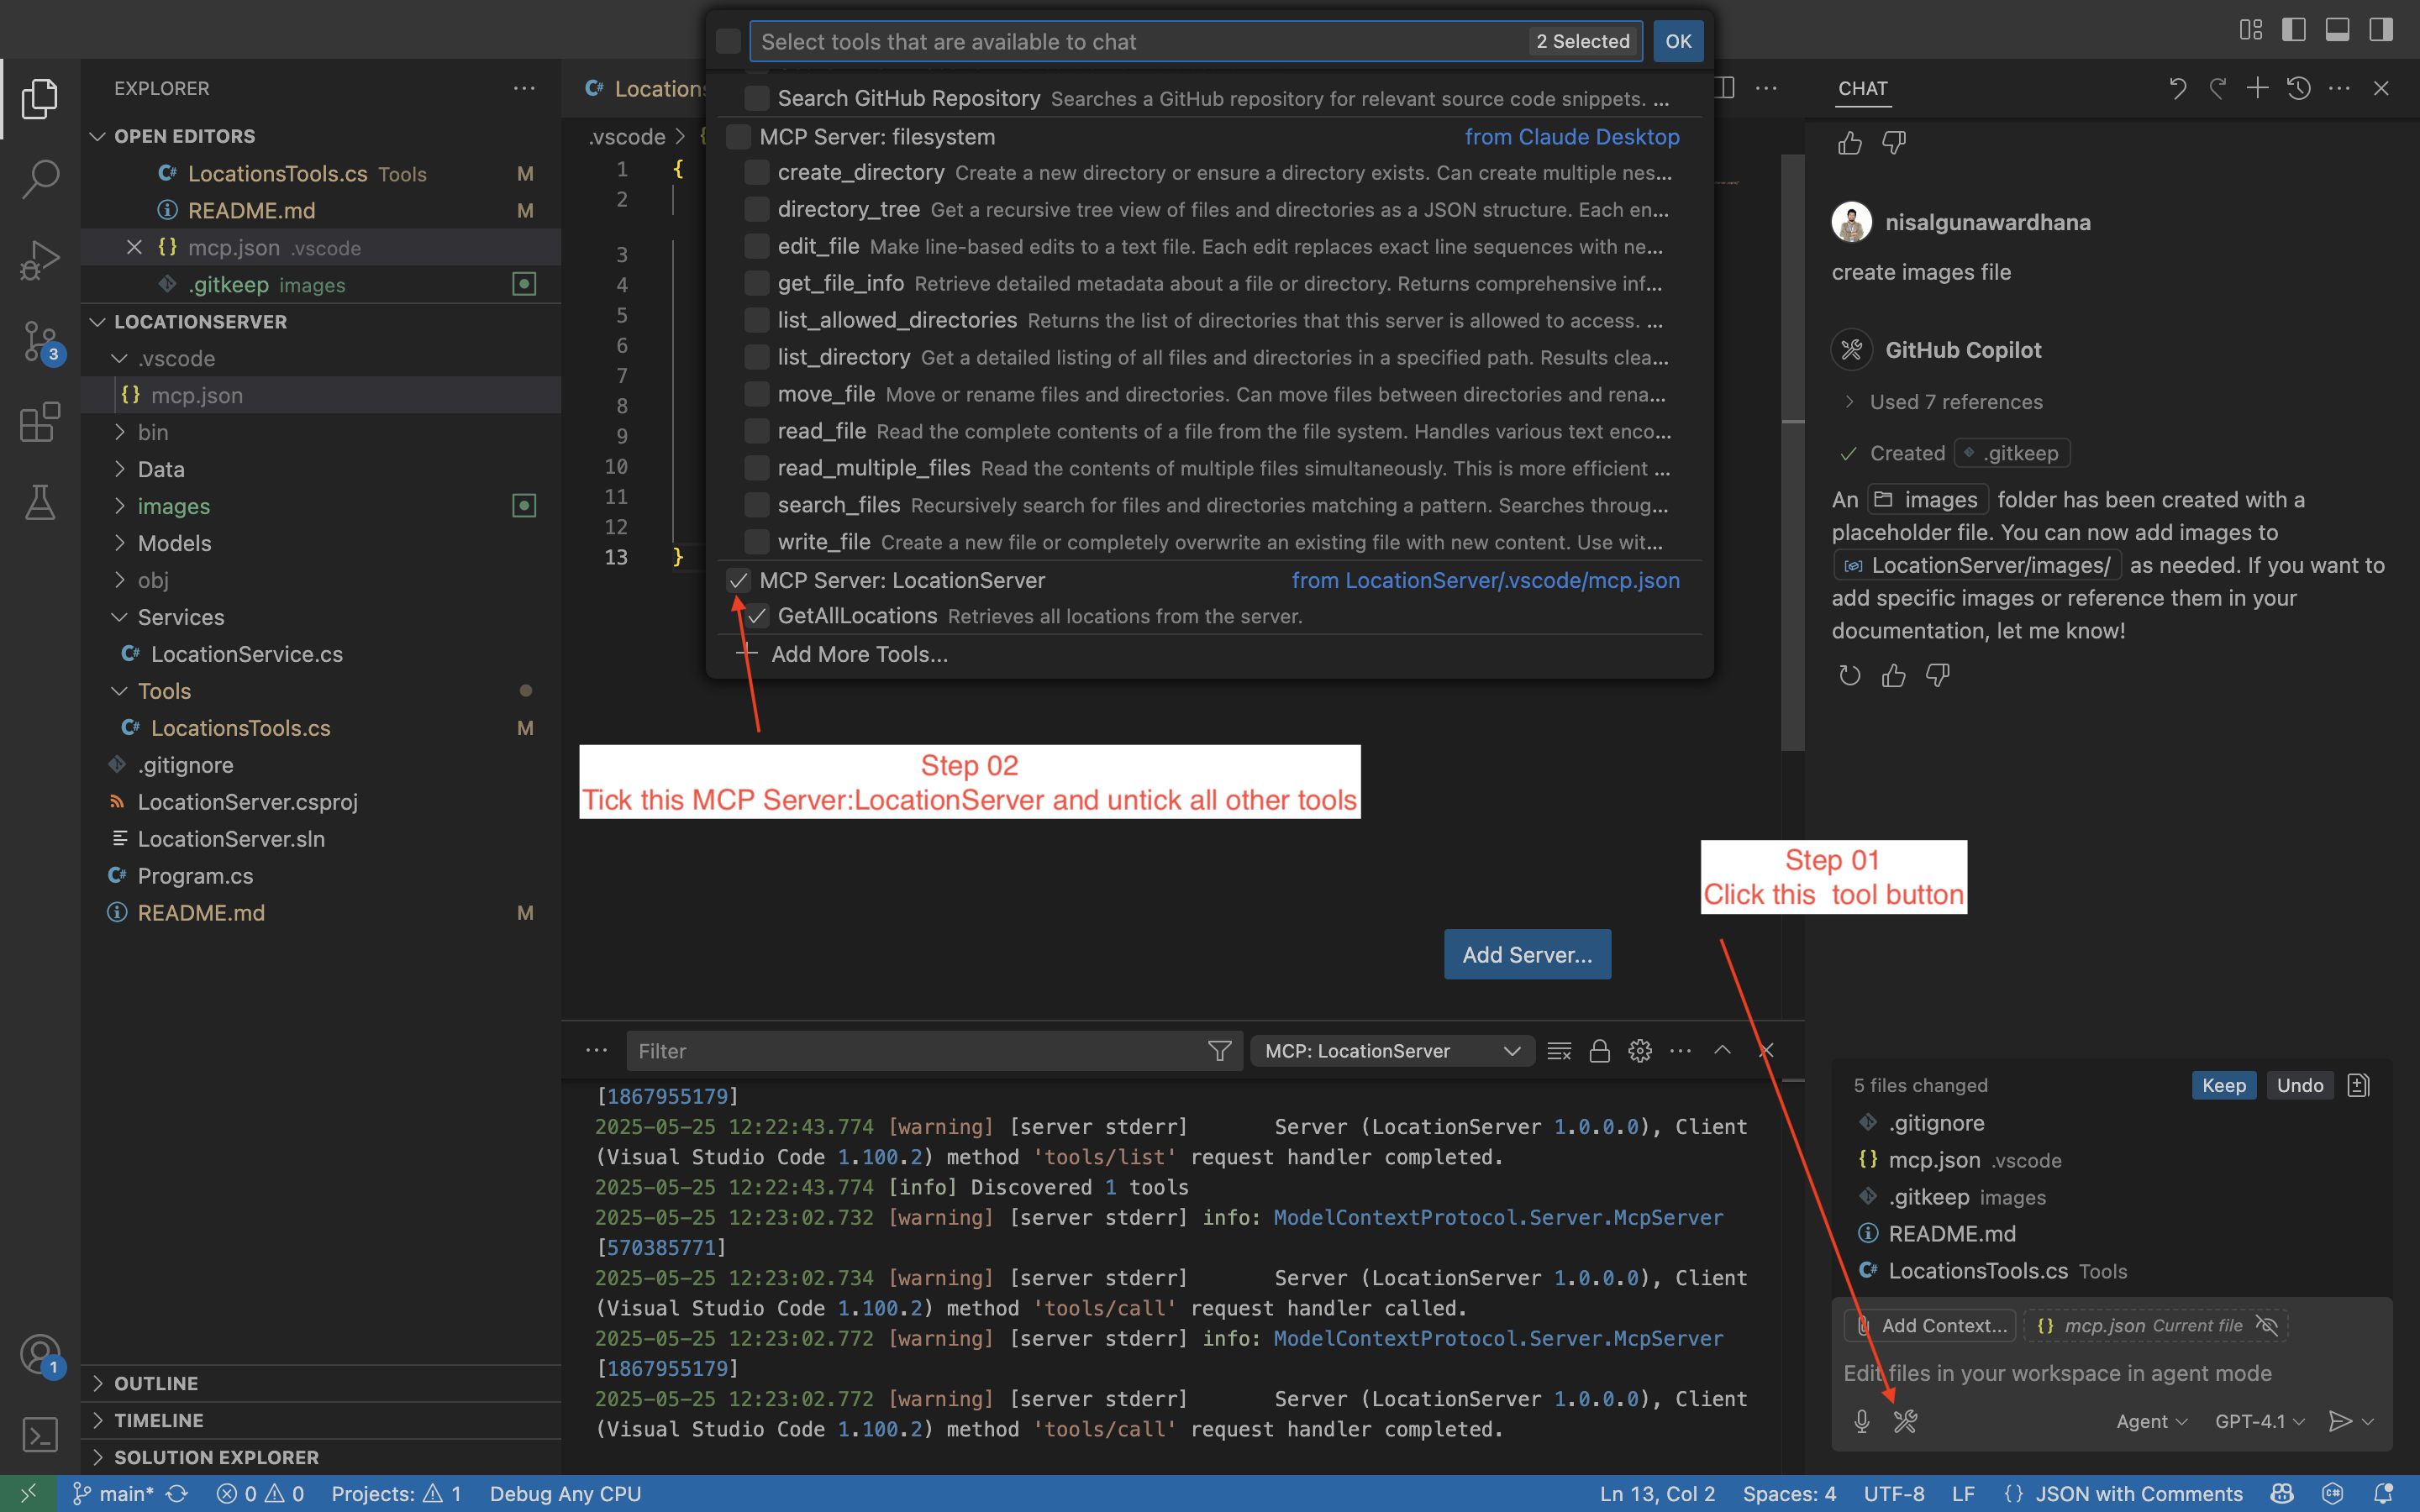 Select tools that are available to chat
2 Selected
OK
Search GitHub Repository Searches a GitHub repository for relevant source code snippets. ...
MCP Server: filesystem from Claude Desktop
create_directory Create a new directory or ensure a directory exists. Can create multiple nes...
directory_tree Get a recursive tree view of files and directories as a JSON structure. Each en...
edit_file Make line-based edits to a text file. Each edit replaces exact line sequences with ne...
get_file_info Retrieve detailed metadata about a file or directory. Returns comprehensive inf...
list_allowed_directories Returns the list of directories that this server is allowed to access. ...
list_directory Get a detailed listing of all files and directories in a specified path. Results clea...
move_file Move or rename files and directories. Can move files between directories and rena...
read_file Read the complete contents of a file from the file system. Handles various text enco...
read_multiple_files Read the contents of multiple files simultaneously. This is more efficient ...
search_files Recursively search for files and directories matching a pattern. Searches throug...
write_file Create a new file or completely overwrite an existing file with new content. Use wit...
MCP Server: LocationServer from LocationServer/.vscode/mcp.json
GetAllLocations Retrieves all locations from the server.
Add More Tools...
EXPLORER
OPEN EDITORS
C# LocationsTools.cs Tools M
README.md M
{} mcp.json .vscode
.gitkeep images
LOCATIONSERVER
.vscode
{} mcp.json
bin
Data
images
Models
obj
Services
C# LocationService.cs
Tools
C# LocationsTools.cs M
.gitignore
LocationServer.csproj
LocationServer.sln
C# Program.cs
README.md M
OUTLINE
TIMELINE
SOLUTION EXPLORER
3
1
C# Locations
.vscode > {
1 {
2
3
4
5
6
7
8
9
10
11
12
13 }
Step 02
Tick this MCP Server:LocationServer and untick all other tools
Step 01
Click this tool button
Add Server...
Filter
MCP: LocationServer
[1867955179]
2025-05-25 12:22:43.774 [warning] [server stderr] Server (LocationServer 1.0.0.0), Client
(Visual Studio Code 1.100.2) method 'tools/list' request handler completed.
2025-05-25 12:22:43.774 [info] Discovered 1 tools
2025-05-25 12:23:02.732 [warning] [server stderr] info: ModelContextProtocol.Server.McpServer
[570385771]
2025-05-25 12:23:02.734 [warning] [server stderr] Server (LocationServer 1.0.0.0), Client
(Visual Studio Code 1.100.2) method 'tools/call' request handler called.
2025-05-25 12:23:02.772 [warning] [server stderr] info: ModelContextProtocol.Server.McpServer
[1867955179]
2025-05-25 12:23:02.772 [warning] [server stderr] Server (LocationServer 1.0.0.0), Client
(Visual Studio Code 1.100.2) method 'tools/call' request handler completed.
CHAT
nisalgunawardhana
create images file
GitHub Copilot
Used 7 references
Created .gitkeep
An images folder has been created with a
placeholder file. You can now add images to
LocationServer/images/ as needed. If you want to
add specific images or reference them in your
documentation, let me know!
5 files changed Keep Undo
.gitignore
{} mcp.json .vscode
.gitkeep images
README.md
C# LocationsTools.cs Tools
Add Context... {} mcp.json Current file
Edit files in your workspace in agent mode
Agent GPT-4.1
main* 0 0 Projects: 1 Debug Any CPU
Ln 13, Col 2 Spaces: 4 UTF-8 LF {} JSON with Comments